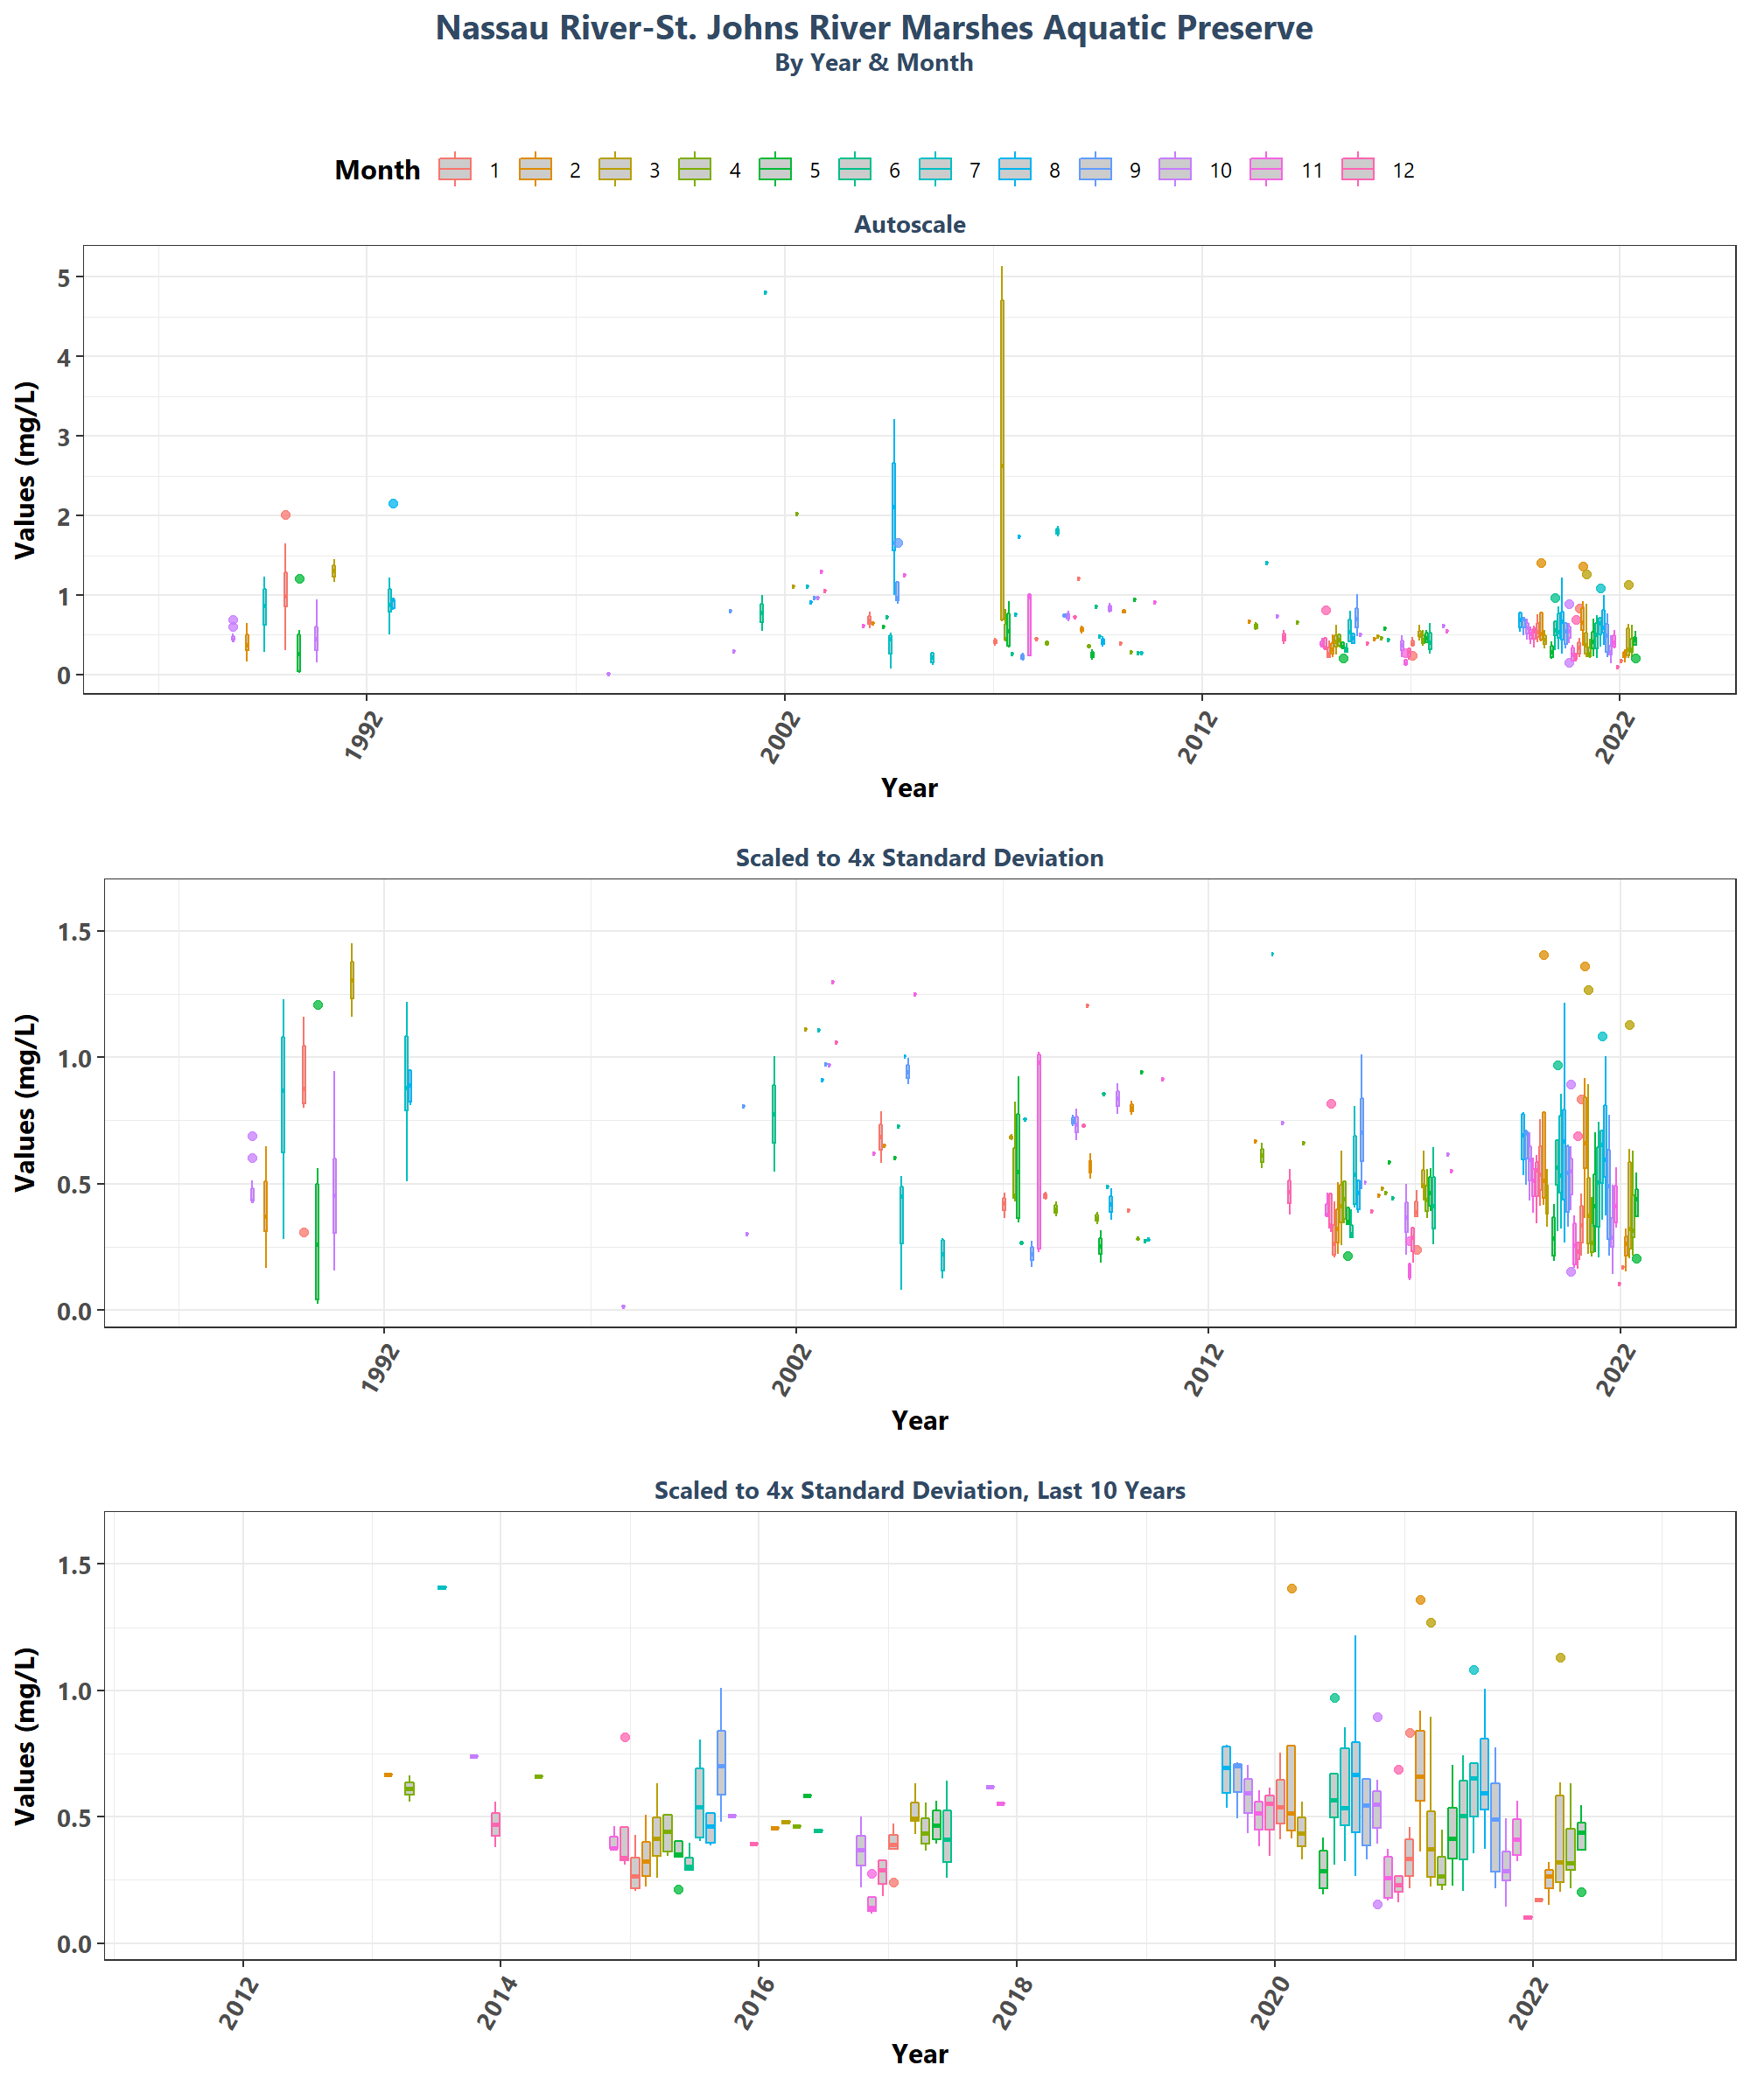 Nassau River-St. Johns River Marshes Aquatic Preserve
By Year & Month
Month 1 2 3 4 5 6 7 8 9 10 11 12
Autoscale
Values (mg/L)
5
4
3
2
1
0
1992 2002 2012 2022
Year
Scaled to 4x Standard Deviation
Values (mg/L)
1.5
1.0
0.5
0.0
1992 2002 2012 2022
Year
Scaled to 4x Standard Deviation, Last 10 Years
Values (mg/L)
1.5
1.0
0.5
0.0
2012 2014 2016 2018 2020 2022
Year